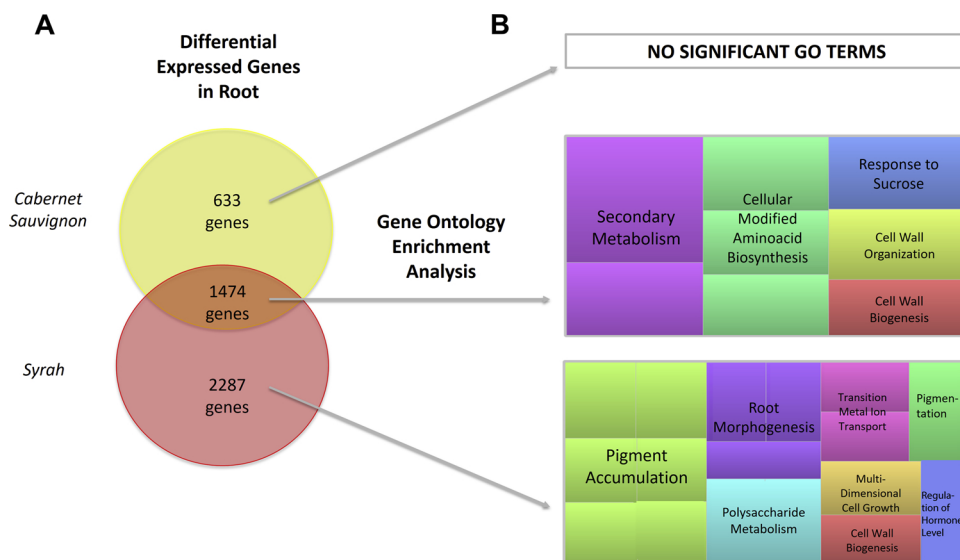 A
Differential
Expressed Genes
in Root
Cabernet
Sauvignon
633
genes
1474
genes
Syrah
2287
genes
Gene Ontology
Enrichment
Analysis
B
NO SIGNIFICANT GO TERMS
Secondary
Metabolism
Cellular
Modified
Aminoacid
Biosynthesis
Response to
Sucrose
Cell Wall
Organization
Cell Wall
Biogenesis
Pigment
Accumulation
Root
Morphogenesis
Polysaccharide
Metabolism
Transition
Metal Ion
Transport
Pigmen-
tation
Multi-
Dimensional
Cell Growth
Cell Wall
Biogenesis
Regula-
tion of
Hormone
Level